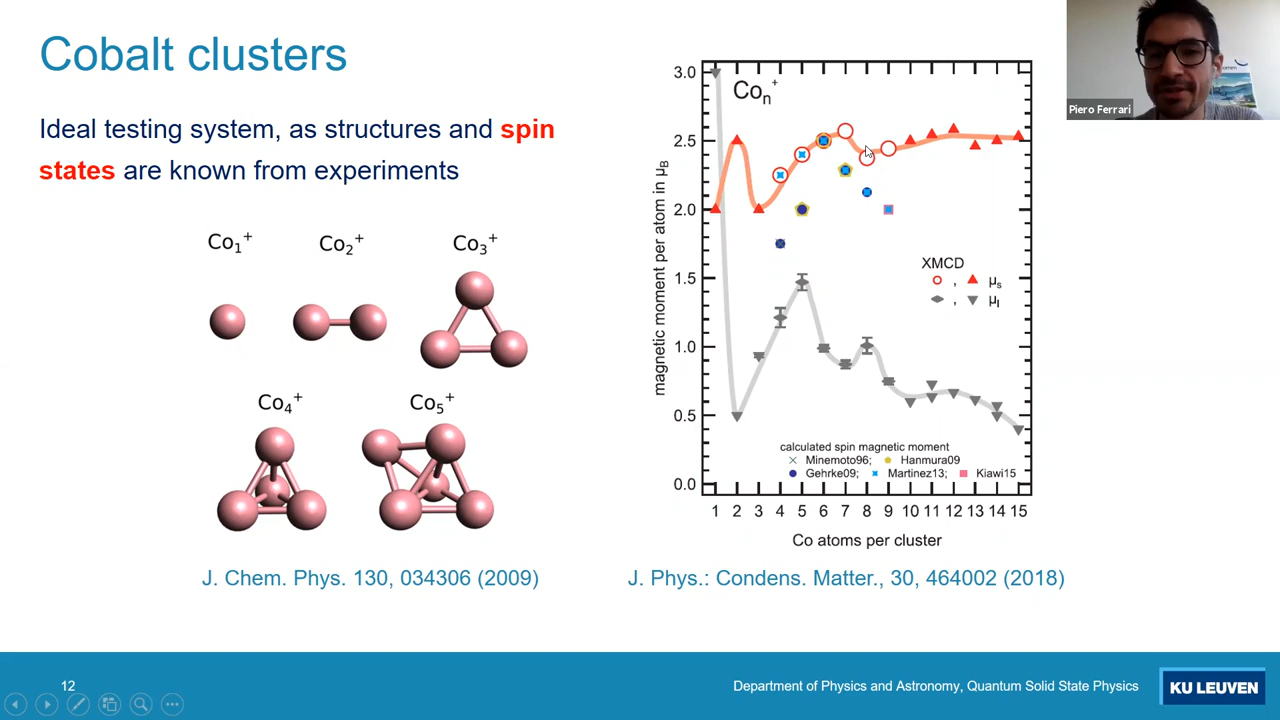 Cobalt clusters
Ideal testing system, as structures and spin
states are known from experiments
Co1+
Co2+
Co3+
Co4+
Co5+
J. Chem. Phys. 130, 034306 (2009)
magnetic moment per atom in μB
3.0
2.5
2.0
1.5
1.0
0.5
0.0
Con+
XMCD
, μs
, μl
calculated spin magnetic moment
Minemoto96; Hanmura09
Gehrke09; Martinez13; Kiawi15
1 2 3 4 5 6 7 8 9 10 11 12 13 14 15
Co atoms per cluster
J. Phys.: Condens. Matter., 30, 464002 (2018)
Piero Ferrari
12
Department of Physics and Astronomy, Quantum Solid State Physics
KU LEUVEN